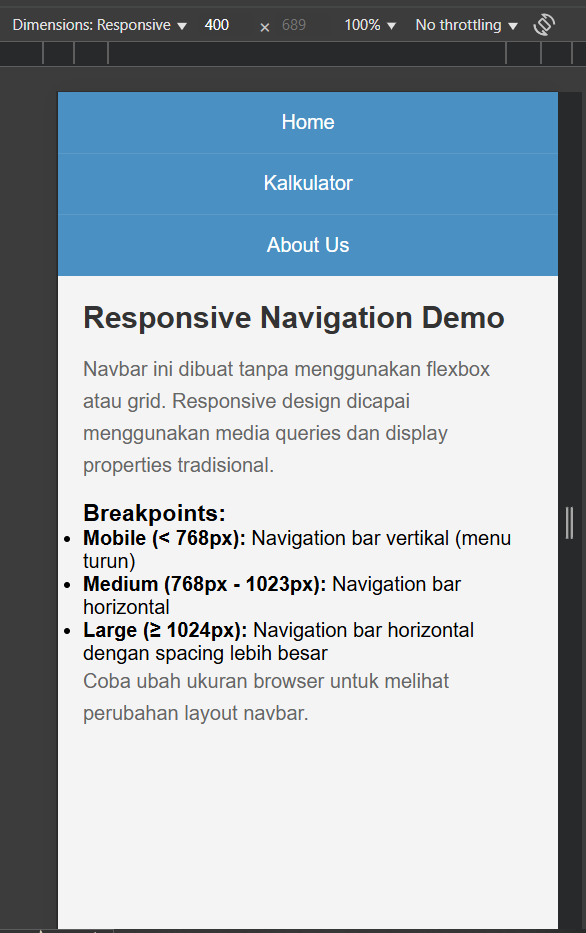 Dimensions: Responsive ▼ 400 × 689 100% ▼ No throttling ▼
Home
Kalkulator
About Us
Responsive Navigation Demo
Navbar ini dibuat tanpa menggunakan flexbox
atau grid. Responsive design dicapai
menggunakan media queries dan display
properties tradisional.
Breakpoints:
• Mobile (< 768px): Navigation bar vertikal (menu
turun)
• Medium (768px - 1023px): Navigation bar
horizontal
• Large (≥ 1024px): Navigation bar horizontal
dengan spacing lebih besar
Coba ubah ukuran browser untuk melihat
perubahan layout navbar.